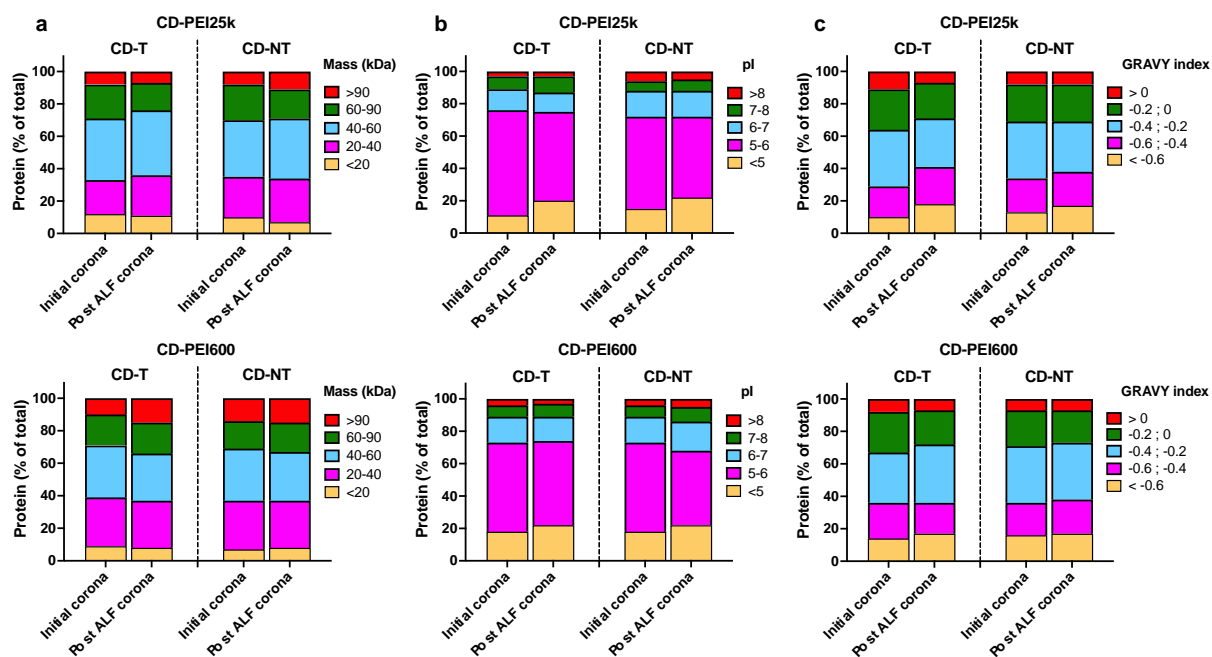 a
CD-PEI25k
CD-T
CD-NT
Mass (kDa)
>90
60-90
40-60
20-40
<20
Protein (% of total)
100
80
60
40
20
0
Initial corona
Post ALF corona
Initial corona
Post ALF corona
b
CD-PEI25k
CD-T
CD-NT
pI
>8
7-8
6-7
5-6
<5
Protein (% of total)
100
80
60
40
20
0
Initial corona
Post ALF corona
Initial corona
Post ALF corona
c
CD-PEI25k
CD-T
CD-NT
GRAVY index
> 0
-0.2 ; 0
-0.4 ; -0.2
-0.6 ; -0.4
< -0.6
Protein (% of total)
100
80
60
40
20
0
Initial corona
Post ALF corona
Initial corona
Post ALF corona
CD-PEI600
CD-T
CD-NT
Mass (kDa)
>90
60-90
40-60
20-40
<20
Protein (% of total)
100
80
60
40
20
0
Initial corona
Post ALF corona
Initial corona
Post ALF corona
CD-PEI600
CD-T
CD-NT
pI
>8
7-8
6-7
5-6
<5
Protein (% of total)
100
80
60
40
20
0
Initial corona
Post ALF corona
Initial corona
Post ALF corona
CD-PEI600
CD-T
CD-NT
GRAVY index
> 0
-0.2 ; 0
-0.4 ; -0.2
-0.6 ; -0.4
< -0.6
Protein (% of total)
100
80
60
40
20
0
Initial corona
Post ALF corona
Initial corona
Post ALF corona